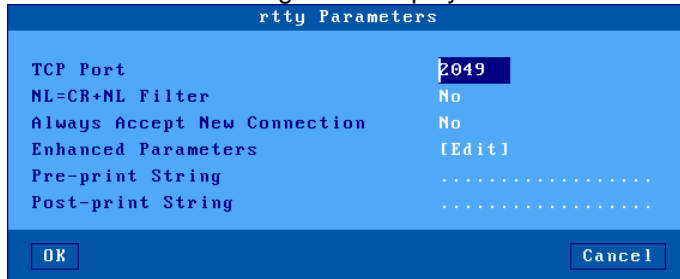 rtty Parameters
TCP Port 2049
NL=CR+NL Filter No
Always Accept New Connection No
Enhanced Parameters [Edit]
Pre-print String ..................
Post-print String ..................
OK Cancel